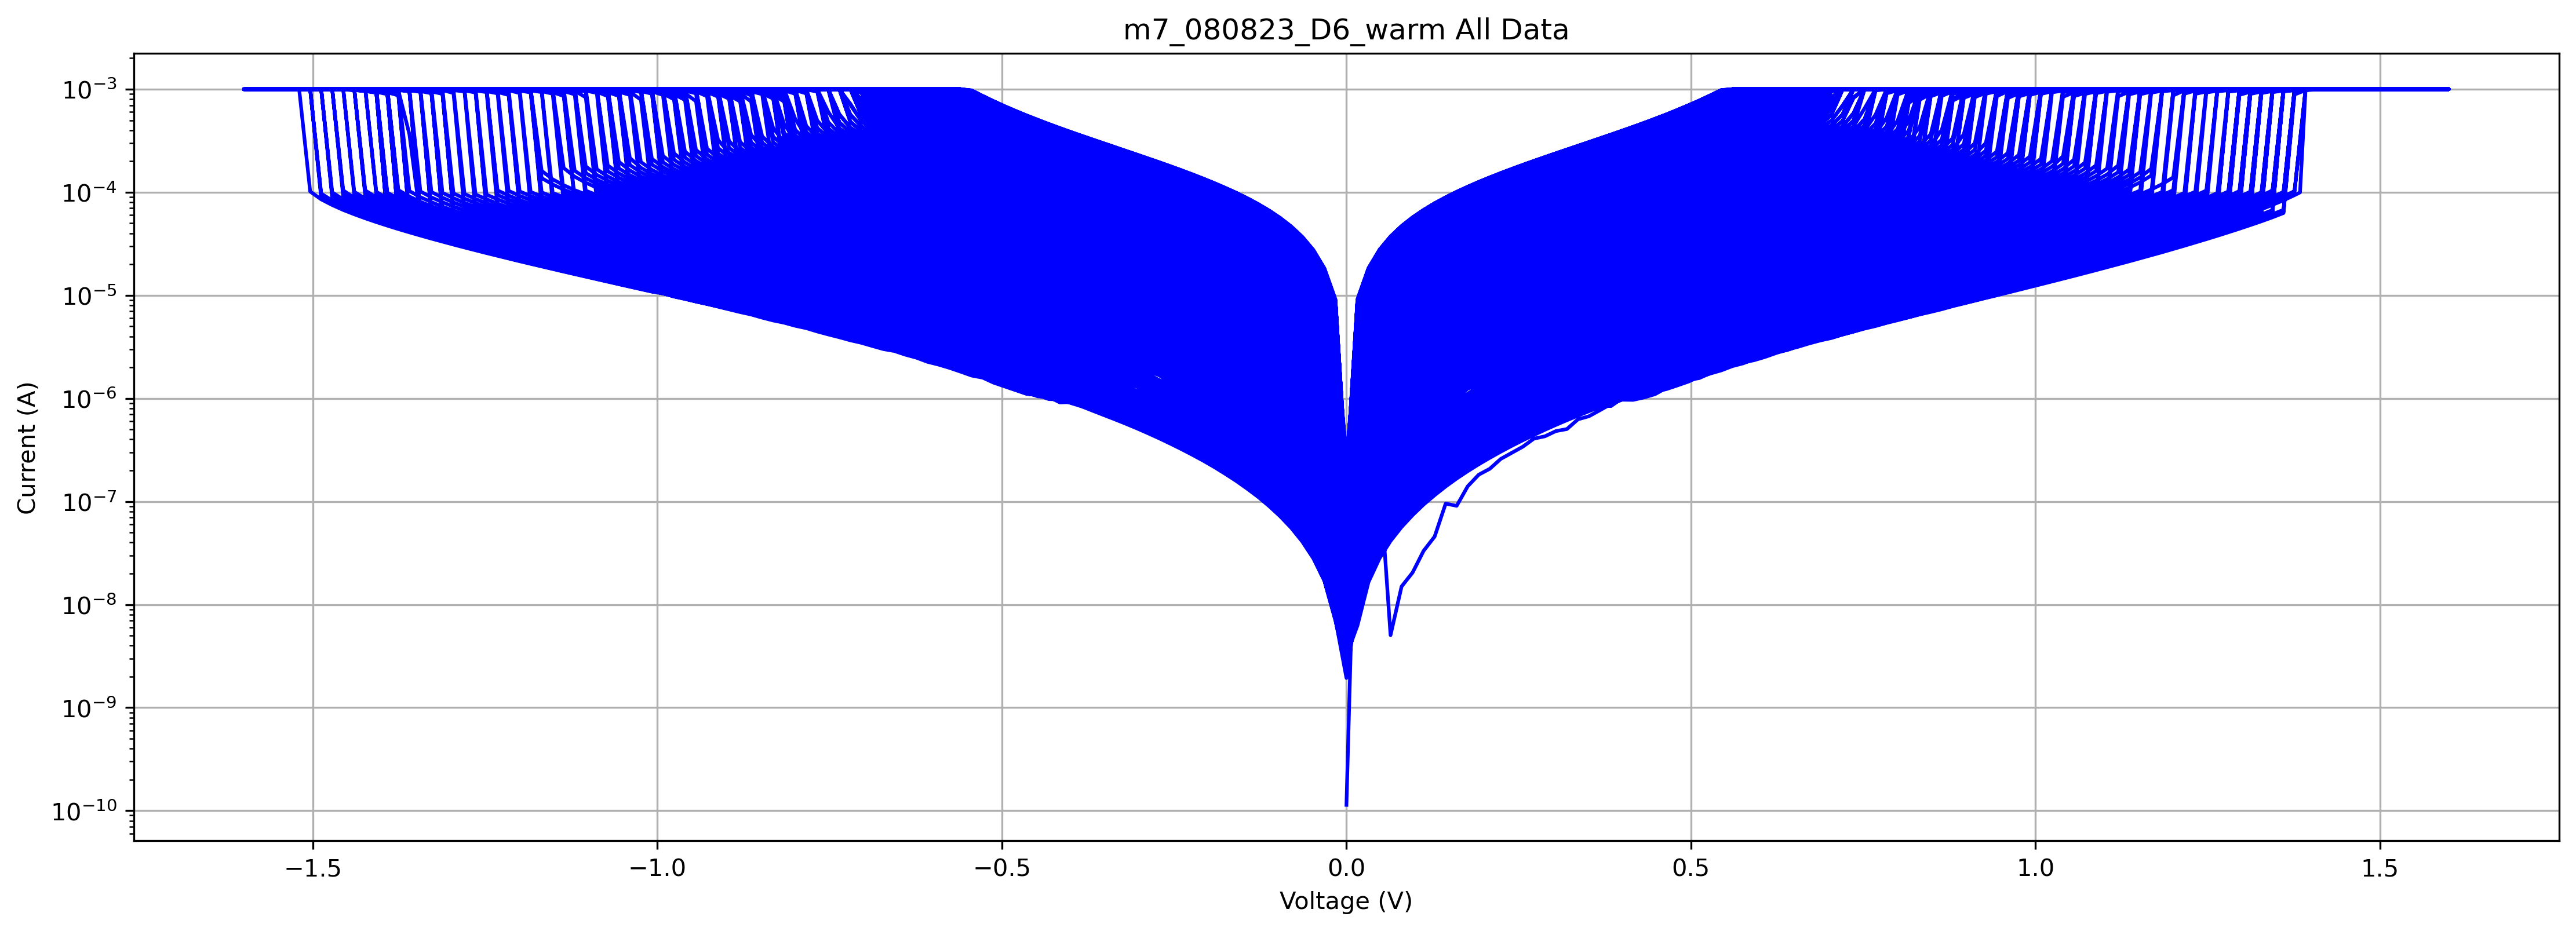 m7_080823_D6_warm All Data
Current (A)
10⁻³
10⁻⁴
10⁻⁵
10⁻⁶
10⁻⁷
10⁻⁸
10⁻⁹
10⁻¹⁰
−1.5 −1.0 −0.5 0.0 0.5 1.0 1.5
Voltage (V)